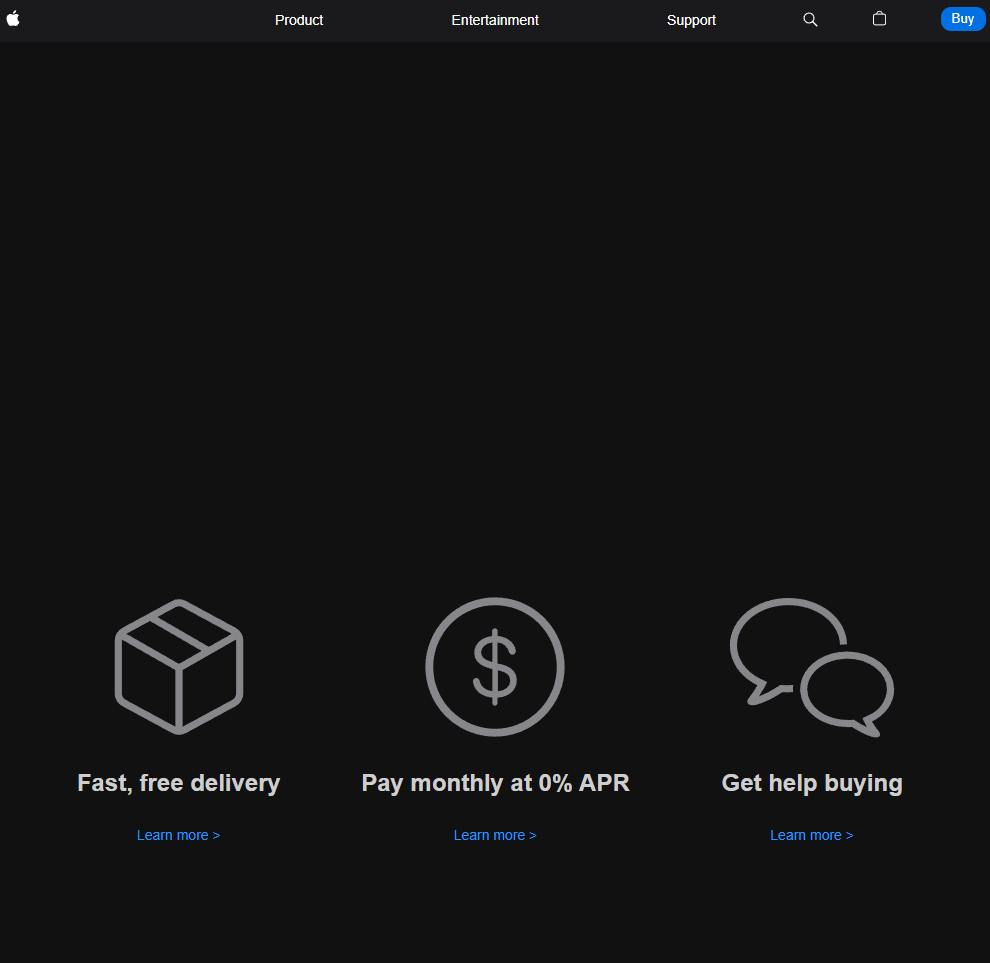 Product
Entertainment
Support
Buy
$
Fast, free delivery
Pay monthly at 0% APR
Get help buying
Learn more >
Learn more >
Learn more >